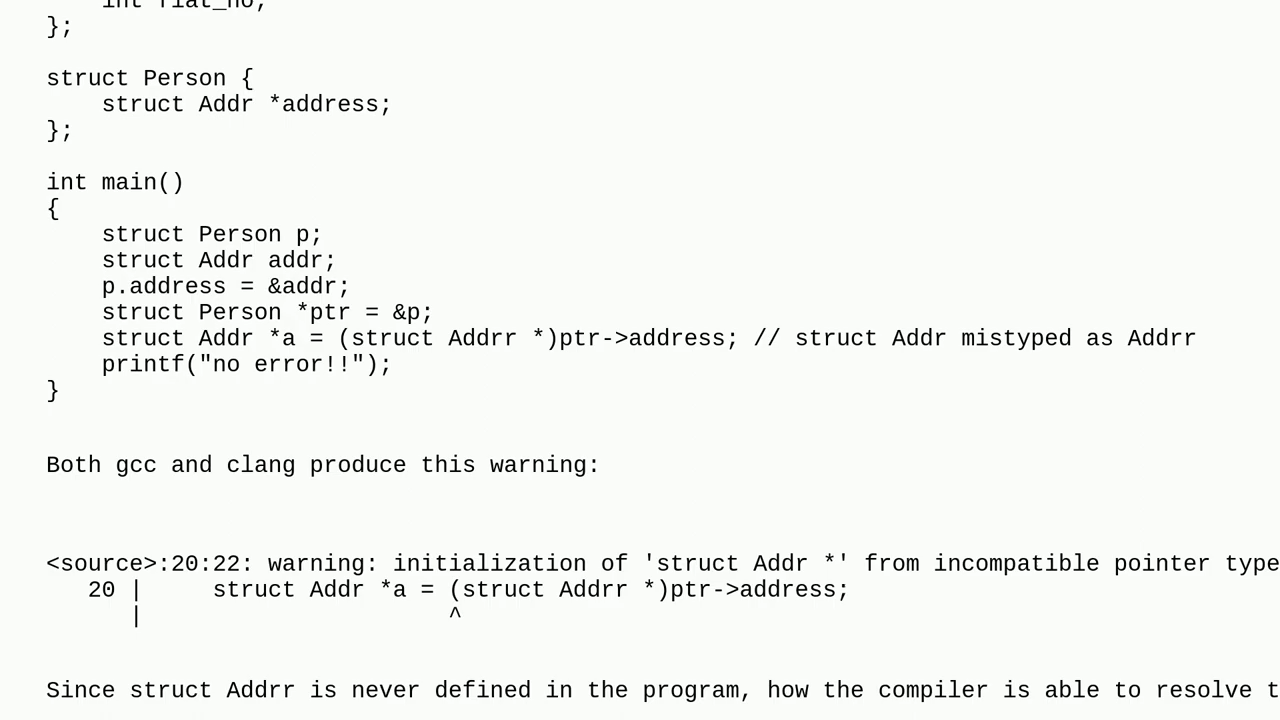 int flat_no;
};
struct Person {
    struct Addr *address;
};
int main()
{
    struct Person p;
    struct Addr addr;
    p.address = &addr;
    struct Person *ptr = &p;
    struct Addr *a = (struct Addrr *)ptr->address; // struct Addr mistyped as Addrr
    printf("no error!!");
}
Both gcc and clang produce this warning:
<source>:20:22: warning: initialization of 'struct Addr *' from incompatible pointer type
   20 |     struct Addr *a = (struct Addrr *)ptr->address;
      |                      ^
Since struct Addrr is never defined in the program, how the compiler is able to resolve